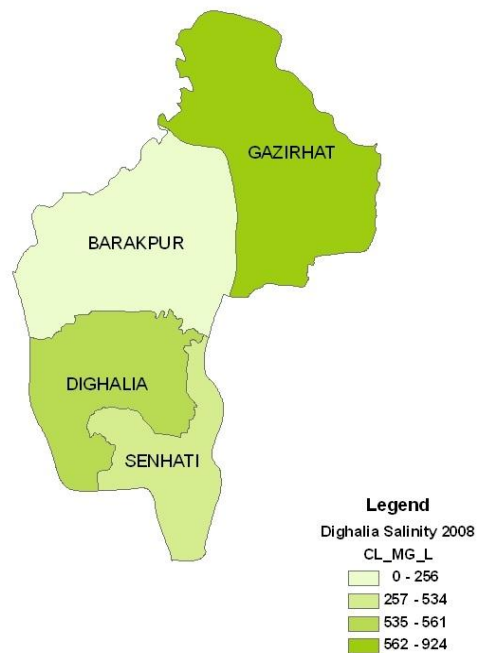 GAZIRHAT
BARAKPUR
DIGHALIA
SENHATI
Legend
Dighalia Salinity 2008
CL_MG_L
0 - 256
257 - 534
535 - 561
562 - 924